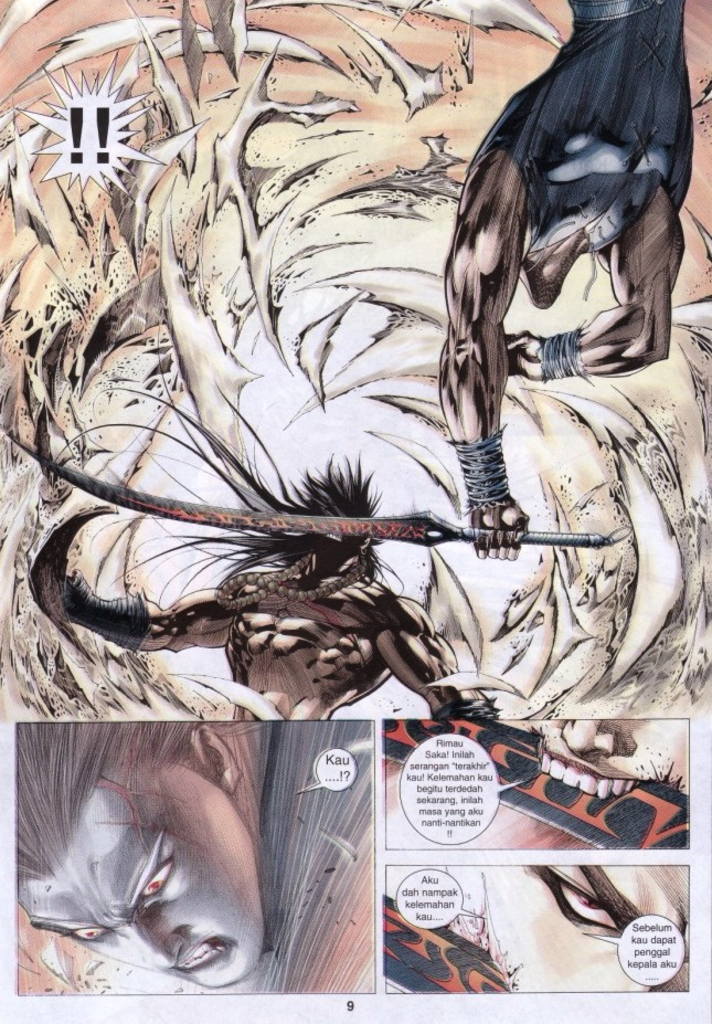 !!
Kau
....!?
Rimau
Saka! Inilah
serangan "terakhir"
kau! Kelemahan kau
begitu terdedah
sekarang, inilah
masa yang aku
nanti-nantikan
!!
Aku
dah nampak
kelemahan
kau....
Sebelum
kau dapat
penggal
kepala aku
.....
9